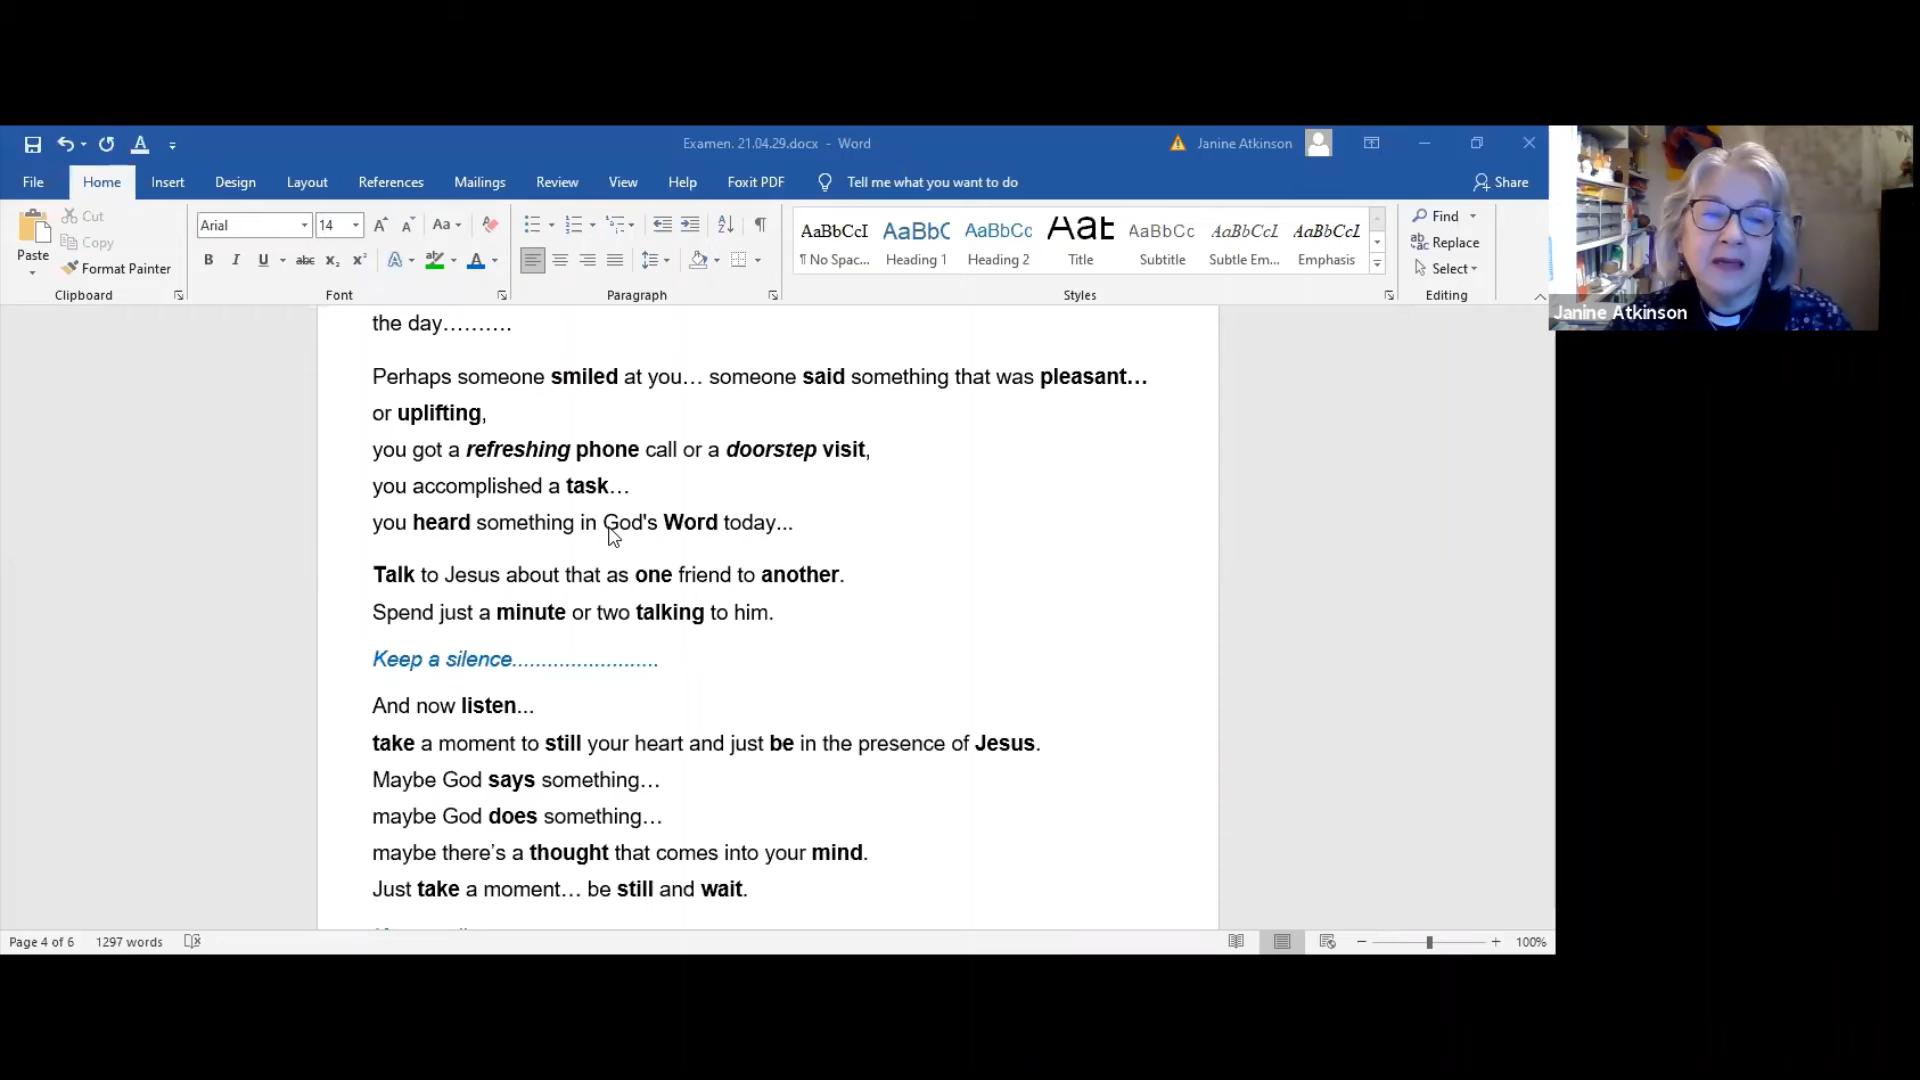 Examen. 21.04.29.docx - Word
Janine Atkinson
File Home Insert Design Layout References Mailings Review View Help Foxit PDF Tell me what you want to do Share
Paste
Cut
Copy
Format Painter
Clipboard
Arial 14
Font
Paragraph
AaBbCcI AaBbC AaBbCc AaB AaBbCc AaBbCcI AaBbCcI
¶ No Spac... Heading 1 Heading 2 Title Subtitle Subtle Em... Emphasis
Styles
Find
Replace
Select
Editing
Janine Atkinson
the day……….
Perhaps someone smiled at you… someone said something that was pleasant…
or uplifting,
you got a refreshing phone call or a doorstep visit,
you accomplished a task…
you heard something in God's Word today...
Talk to Jesus about that as one friend to another.
Spend just a minute or two talking to him.
Keep a silence.........................
And now listen...
take a moment to still your heart and just be in the presence of Jesus.
Maybe God says something…
maybe God does something…
maybe there’s a thought that comes into your mind.
Just take a moment… be still and wait.
Page 4 of 6 1297 words 100%